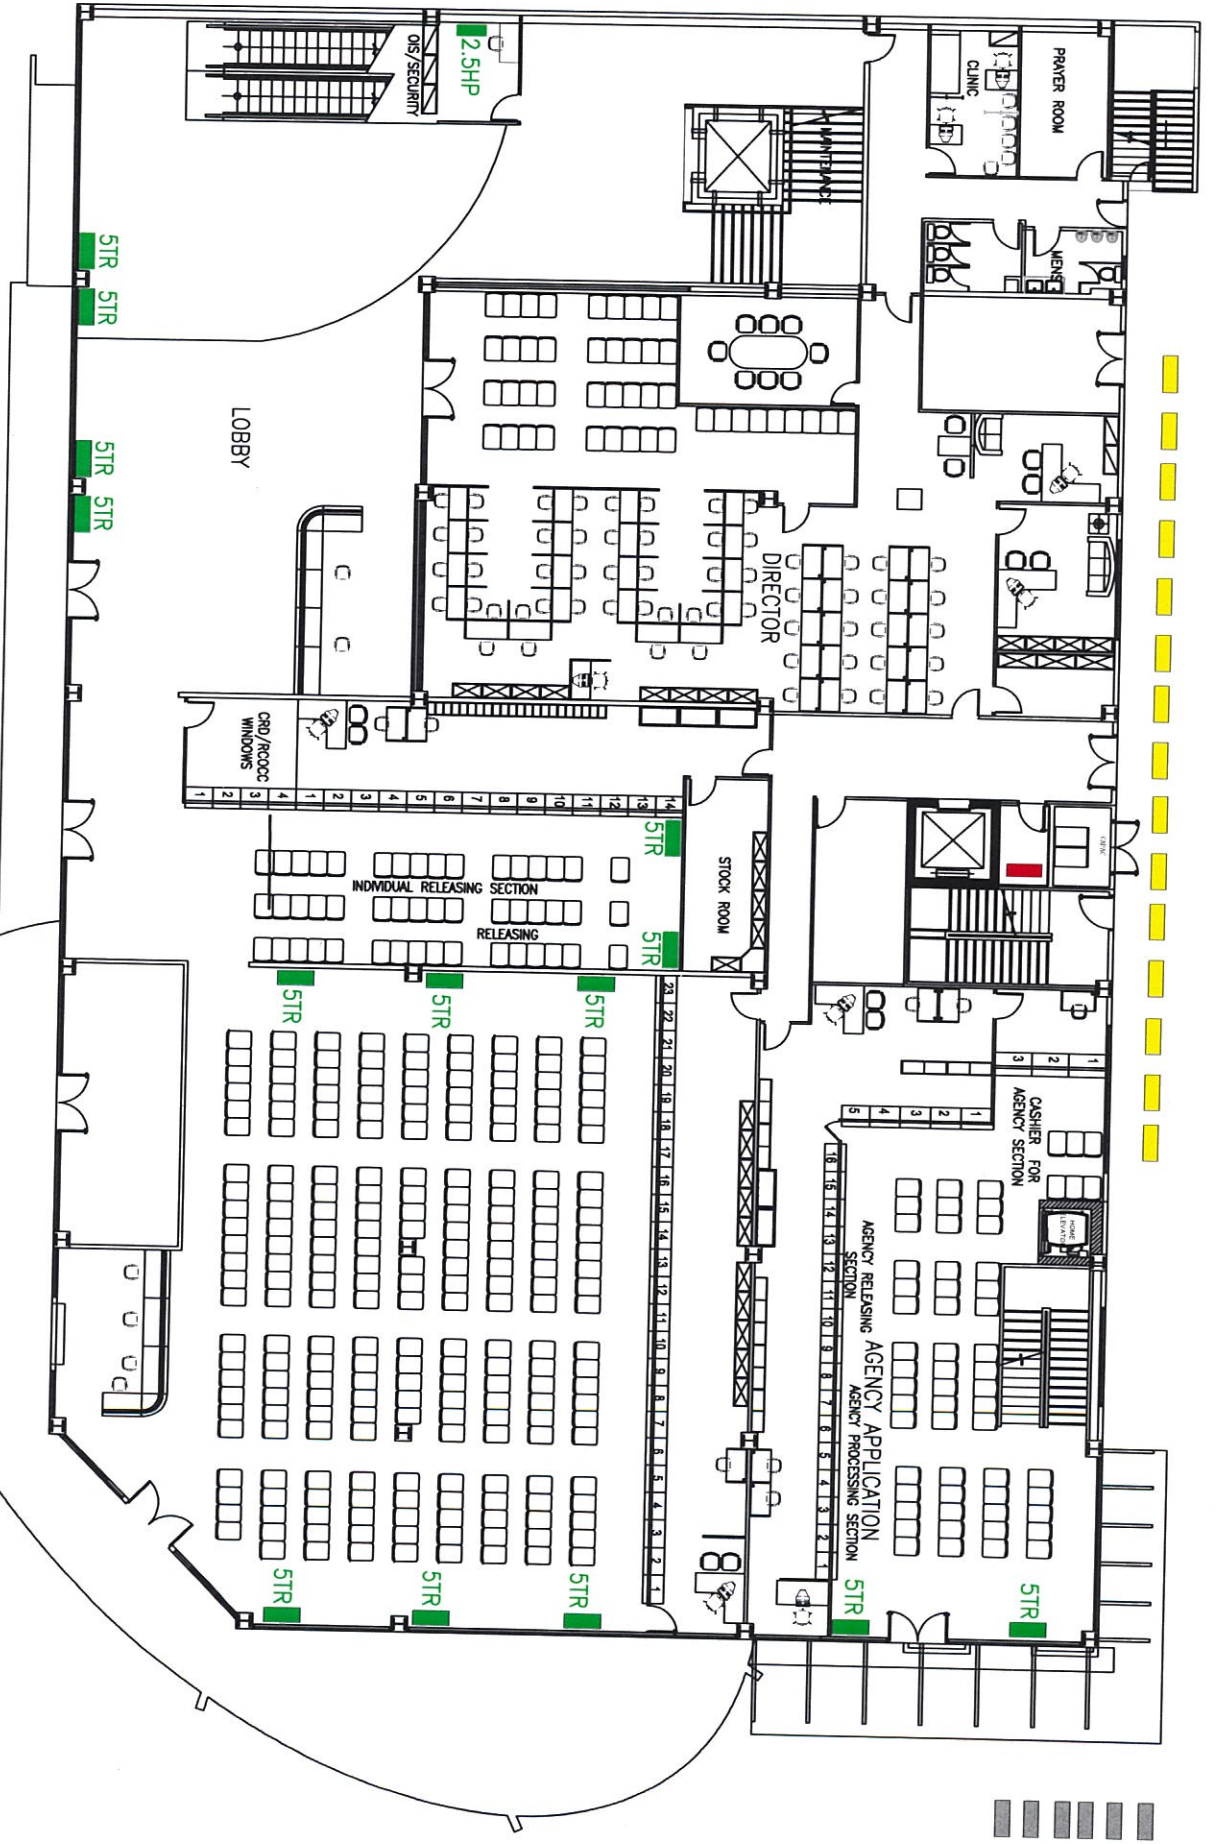 OIS/SECURITY
2.5HP
MANTENANCE
CLINIC
PRAYER ROOM
MENS
5TR
5TR
5TR
5TR
LOBBY
DIRECTOR
CRD/RCOCC
WINDOWS
1
2
3
4
1
2
3
4
5
6
7
8
9
10
11
12
13
14
5TR
5TR
INDIVIDUAL RELEASING SECTION
RELEASING
STOCK ROOM
5TR
5TR
5TR
23
22
21
20
19
18
17
16
15
14
13
12
11
10
9
8
7
6
5
4
3
2
1
3
2
1
CASHIER FOR
AGENCY SECTION
5
4
3
2
1
HOME
16
15
14
13
12
11
10
9
8
7
6
5
4
3
2
1
AGENCY RELEASING
SECTION
AGENCY APPLICATION
AGENCY PROCESSING SECTION
5TR
5TR
5TR
5TR
5TR